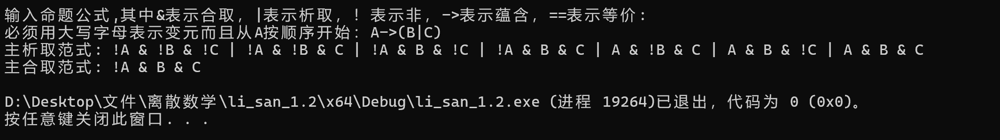 输入命题公式,其中&表示合取，|表示析取，! 表示非，->表示蕴含，==表示等价：
必须用大写字母表示变元而且从A按顺序开始：A->(B|C)
主析取范式：!A & !B & !C | !A & !B & C | !A & B & !C | !A & B & C | A & !B & C | A & B & !C | A & B & C
主合取范式：!A & B & C
D:\Desktop\文件\离散数学\li_san_1.2\x64\Debug\li_san_1.2.exe (进程 19264)已退出，代码为 0 (0x0)。
按任意键关闭此窗口. . .